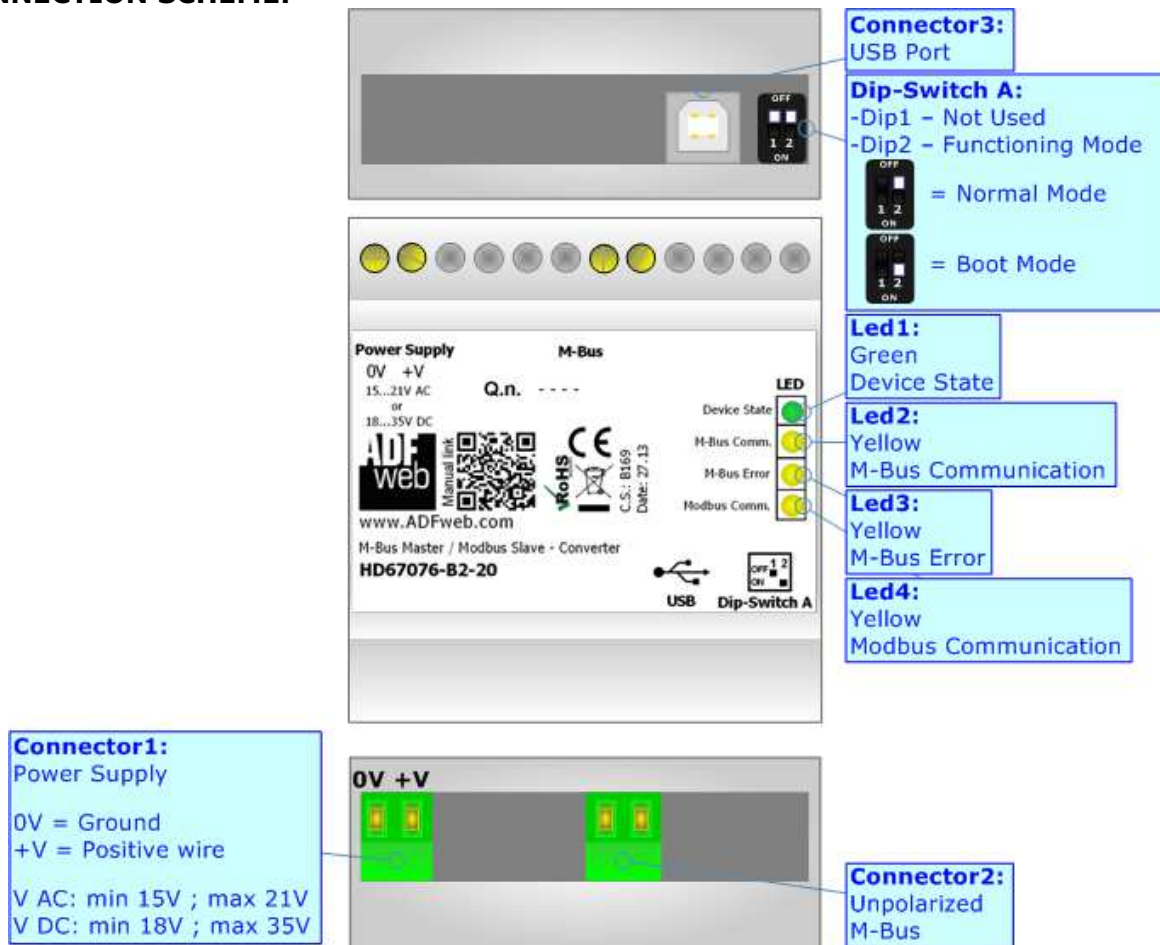 NNECTION SCHEME:
Connector3:
USB Port
OFF
1 2
ON
Dip-Switch A:
-Dip1 – Not Used
-Dip2 – Functioning Mode
OFF
1 2
ON
= Normal Mode
OFF
1 2
ON
= Boot Mode
Power Supply
0V +V
15...21V AC
or
18...35V DC
M-Bus
Q.n. - - - -
LED
Device State
M-Bus Comm.
M-Bus Error
Modbus Comm.
ADF
web
Manual link
CE
RoHS
C.S.: B169
Date: 27.13
www.ADFweb.com
M-Bus Master / Modbus Slave - Converter
HD67076-B2-20
USB
OFF 1 2
ON
Dip-Switch A
Led1:
Green
Device State
Led2:
Yellow
M-Bus Communication
Led3:
Yellow
M-Bus Error
Led4:
Yellow
Modbus Communication
Connector1:
Power Supply
0V = Ground
+V = Positive wire
V AC: min 15V ; max 21V
V DC: min 18V ; max 35V
0V +V
Connector2:
Unpolarized
M-Bus